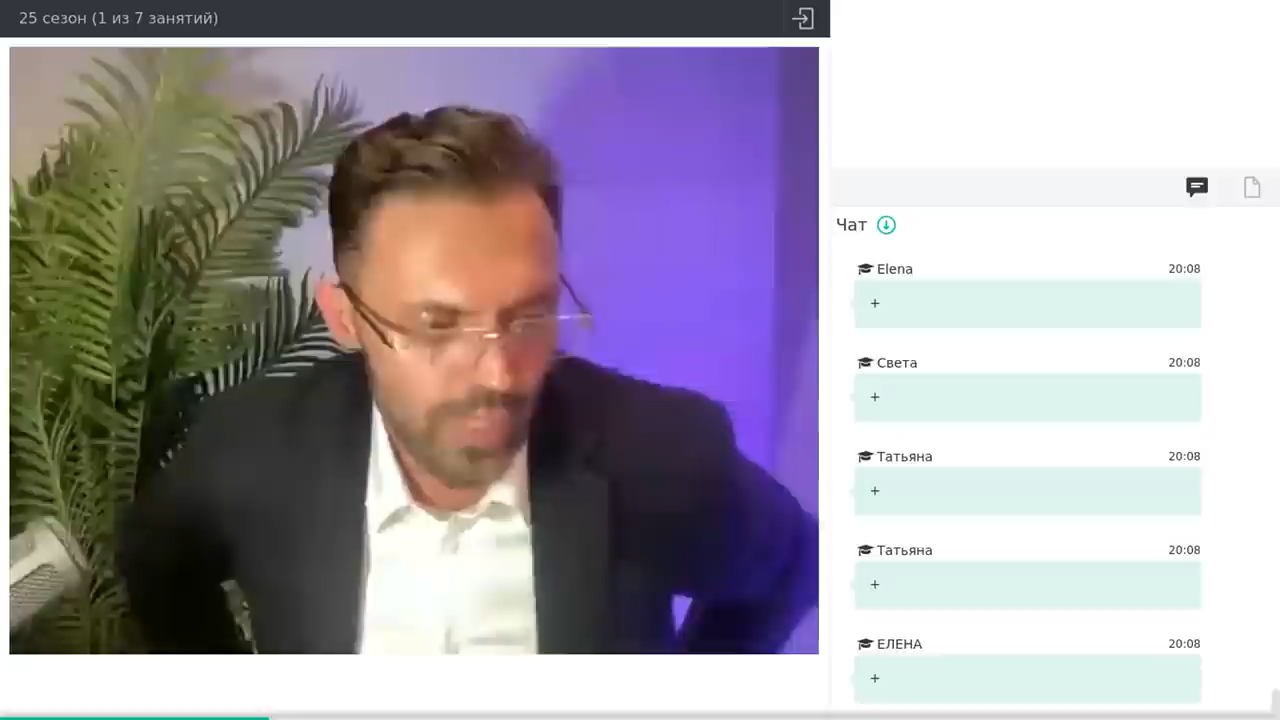 25 сезон (1 из 7 занятий)
Чат
Elena 20:08
+
Света 20:08
+
Татьяна 20:08
+
Татьяна 20:08
+
ЕЛЕНА 20:08
+